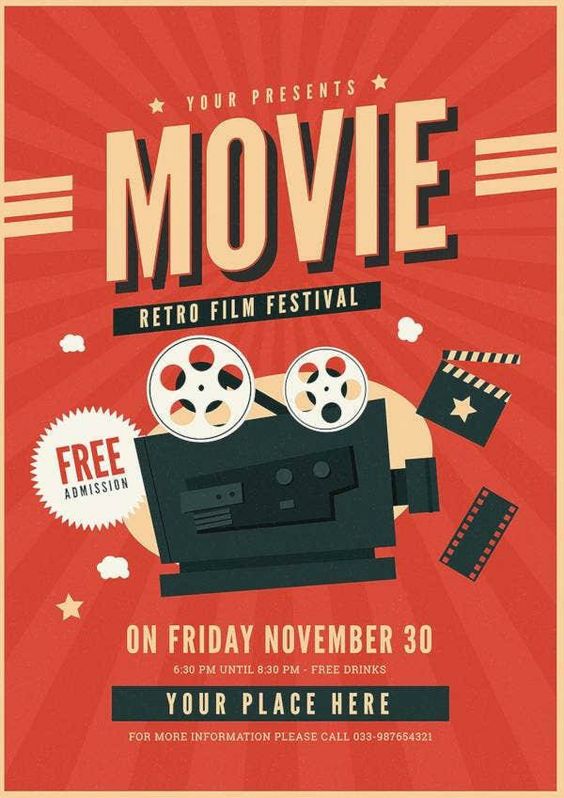 YOUR PRESENTS
MOVIE
RETRO FILM FESTIVAL
FREE
ADMISSION
ON FRIDAY NOVEMBER 30
6:30 PM UNTIL 8:30 PM - FREE DRINKS
YOUR PLACE HERE
FOR MORE INFORMATION PLEASE CALL 033-987654321